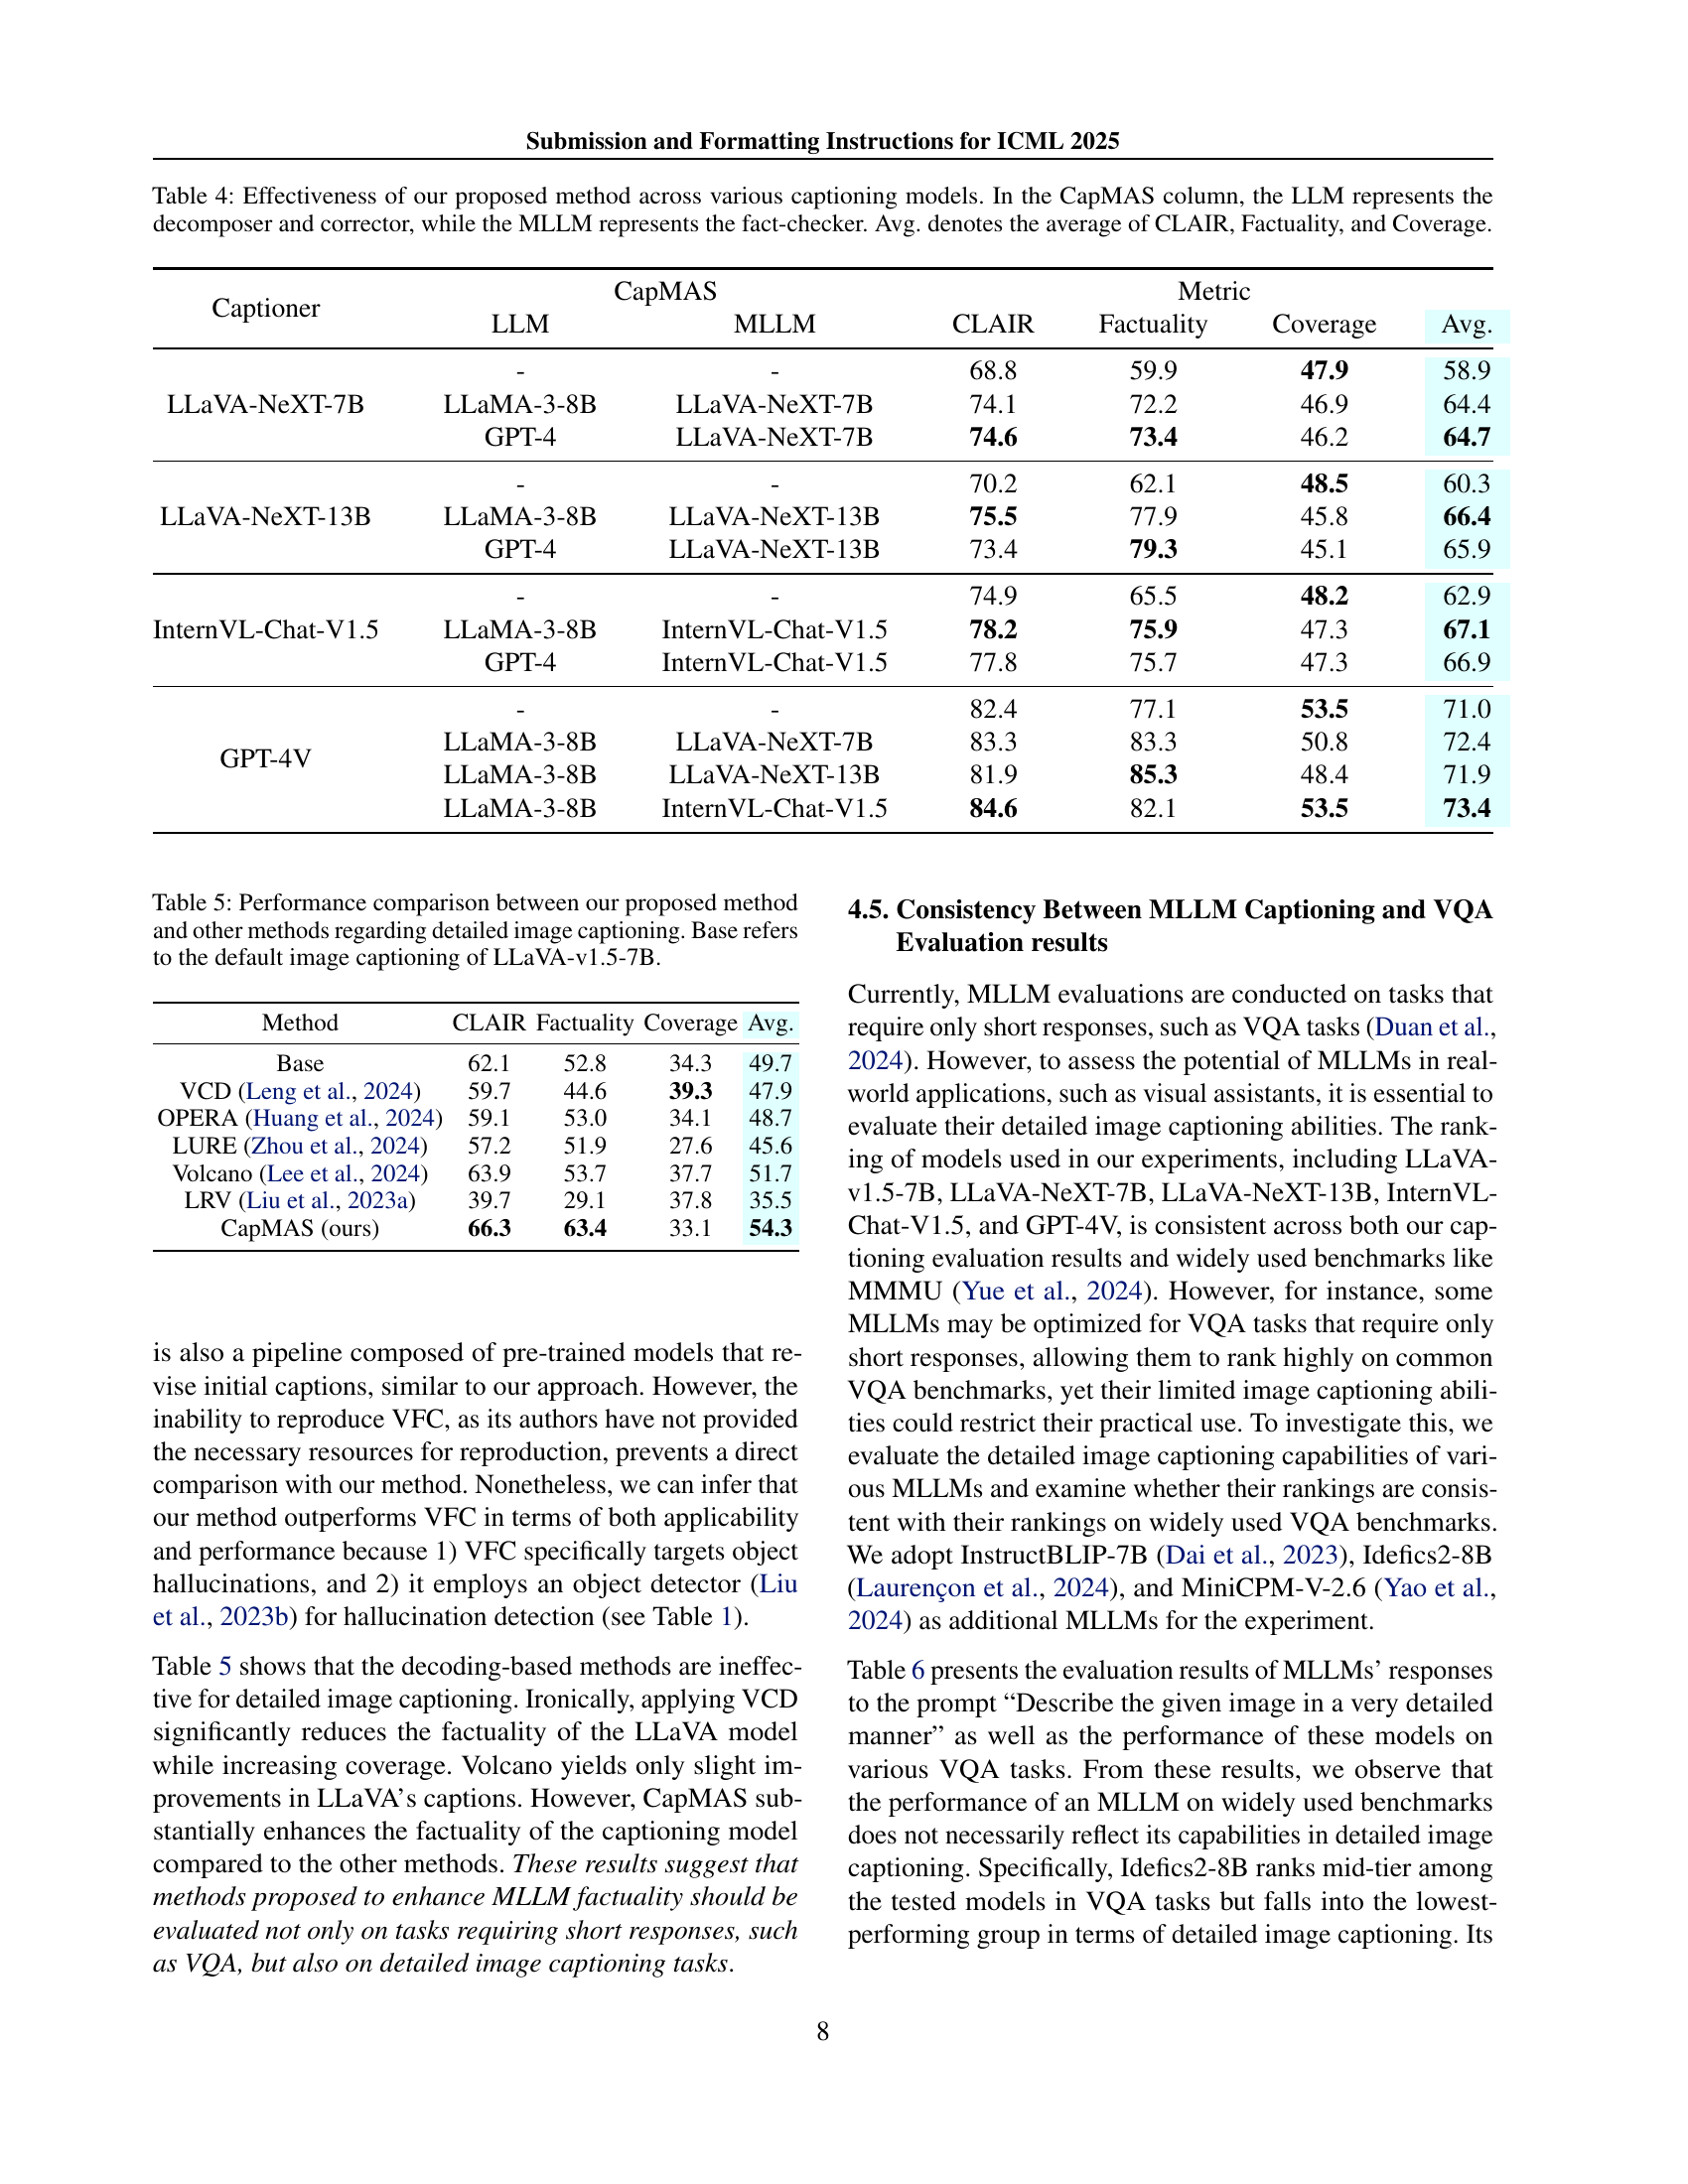 Submission and Formatting Instructions for ICML 2025
Table 4: Effectiveness of our proposed method across various captioning models. In the CapMAS column, the LLM represents the
decomposer and corrector, while the MLLM represents the fact-checker. Avg. denotes the average of CLAIR, Factuality, and Coverage.
Captioner CapMAS Metric
LLM MLLM CLAIR Factuality Coverage Avg.
- - 68.8 59.9 47.9 58.9
LLaVA-NeXT-7B LLaMA-3-8B LLaVA-NeXT-7B 74.1 72.2 46.9 64.4
GPT-4 LLaVA-NeXT-7B 74.6 73.4 46.2 64.7
- - 70.2 62.1 48.5 60.3
LLaVA-NeXT-13B LLaMA-3-8B LLaVA-NeXT-13B 75.5 77.9 45.8 66.4
GPT-4 LLaVA-NeXT-13B 73.4 79.3 45.1 65.9
- - 74.9 65.5 48.2 62.9
InternVL-Chat-V1.5 LLaMA-3-8B InternVL-Chat-V1.5 78.2 75.9 47.3 67.1
GPT-4 InternVL-Chat-V1.5 77.8 75.7 47.3 66.9
- - 82.4 77.1 53.5 71.0
LLaMA-3-8B LLaVA-NeXT-7B 83.3 83.3 50.8 72.4
GPT-4V
LLaMA-3-8B LLaVA-NeXT-13B 81.9 85.3 48.4 71.9
LLaMA-3-8B InternVL-Chat-V1.5 84.6 82.1 53.5 73.4
Table 5: Performance comparison between our proposed method
and other methods regarding detailed image captioning. Base refers
to the default image captioning of LLaVA-v1.5-7B.
Method CLAIR Factuality Coverage Avg.
Base 62.1 52.8 34.3 49.7
VCD (Leng et al., 2024) 59.7 44.6 39.3 47.9
OPERA (Huang et al., 2024) 59.1 53.0 34.1 48.7
LURE (Zhou et al., 2024) 57.2 51.9 27.6 45.6
Volcano (Lee et al., 2024) 63.9 53.7 37.7 51.7
LRV (Liu et al., 2023a) 39.7 29.1 37.8 35.5
CapMAS (ours) 66.3 63.4 33.1 54.3
is also a pipeline composed of pre-trained models that re-
vise initial captions, similar to our approach. However, the
inability to reproduce VFC, as its authors have not provided
the necessary resources for reproduction, prevents a direct
comparison with our method. Nonetheless, we can infer that
our method outperforms VFC in terms of both applicability
and performance because 1) VFC specifically targets object
hallucinations, and 2) it employs an object detector (Liu
et al., 2023b) for hallucination detection (see Table 1).
Table 5 shows that the decoding-based methods are ineffec-
tive for detailed image captioning. Ironically, applying VCD
significantly reduces the factuality of the LLaVA model
while increasing coverage. Volcano yields only slight im-
provements in LLaVA's captions. However, CapMAS sub-
stantially enhances the factuality of the captioning model
compared to the other methods. These results suggest that
methods proposed to enhance MLLM factuality should be
evaluated not only on tasks requiring short responses, such
as VQA, but also on detailed image captioning tasks.
4.5. Consistency Between MLLM Captioning and VQA
Evaluation results
Currently, MLLM evaluations are conducted on tasks that
require only short responses, such as VQA tasks (Duan et al.,
2024). However, to assess the potential of MLLMs in real-
world applications, such as visual assistants, it is essential to
evaluate their detailed image captioning abilities. The rank-
ing of models used in our experiments, including LLaVA-
v1.5-7B, LLaVA-NeXT-7B, LLaVA-NeXT-13B, InternVL-
Chat-V1.5, and GPT-4V, is consistent across both our cap-
tioning evaluation results and widely used benchmarks like
MMMU (Yue et al., 2024). However, for instance, some
MLLMs may be optimized for VQA tasks that require only
short responses, allowing them to rank highly on common
VQA benchmarks, yet their limited image captioning abili-
ties could restrict their practical use. To investigate this, we
evaluate the detailed image captioning capabilities of vari-
ous MLLMs and examine whether their rankings are consis-
tent with their rankings on widely used VQA benchmarks.
We adopt InstructBLIP-7B (Dai et al., 2023), Idefics2-8B
(Laurençon et al., 2024), and MiniCPM-V-2.6 (Yao et al.,
2024) as additional MLLMs for the experiment.
Table 6 presents the evaluation results of MLLMs' responses
to the prompt “Describe the given image in a very detailed
manner” as well as the performance of these models on
various VQA tasks. From these results, we observe that
the performance of an MLLM on widely used benchmarks
does not necessarily reflect its capabilities in detailed image
captioning. Specifically, Idefics2-8B ranks mid-tier among
the tested models in VQA tasks but falls into the lowest-
performing group in terms of detailed image captioning. Its
8